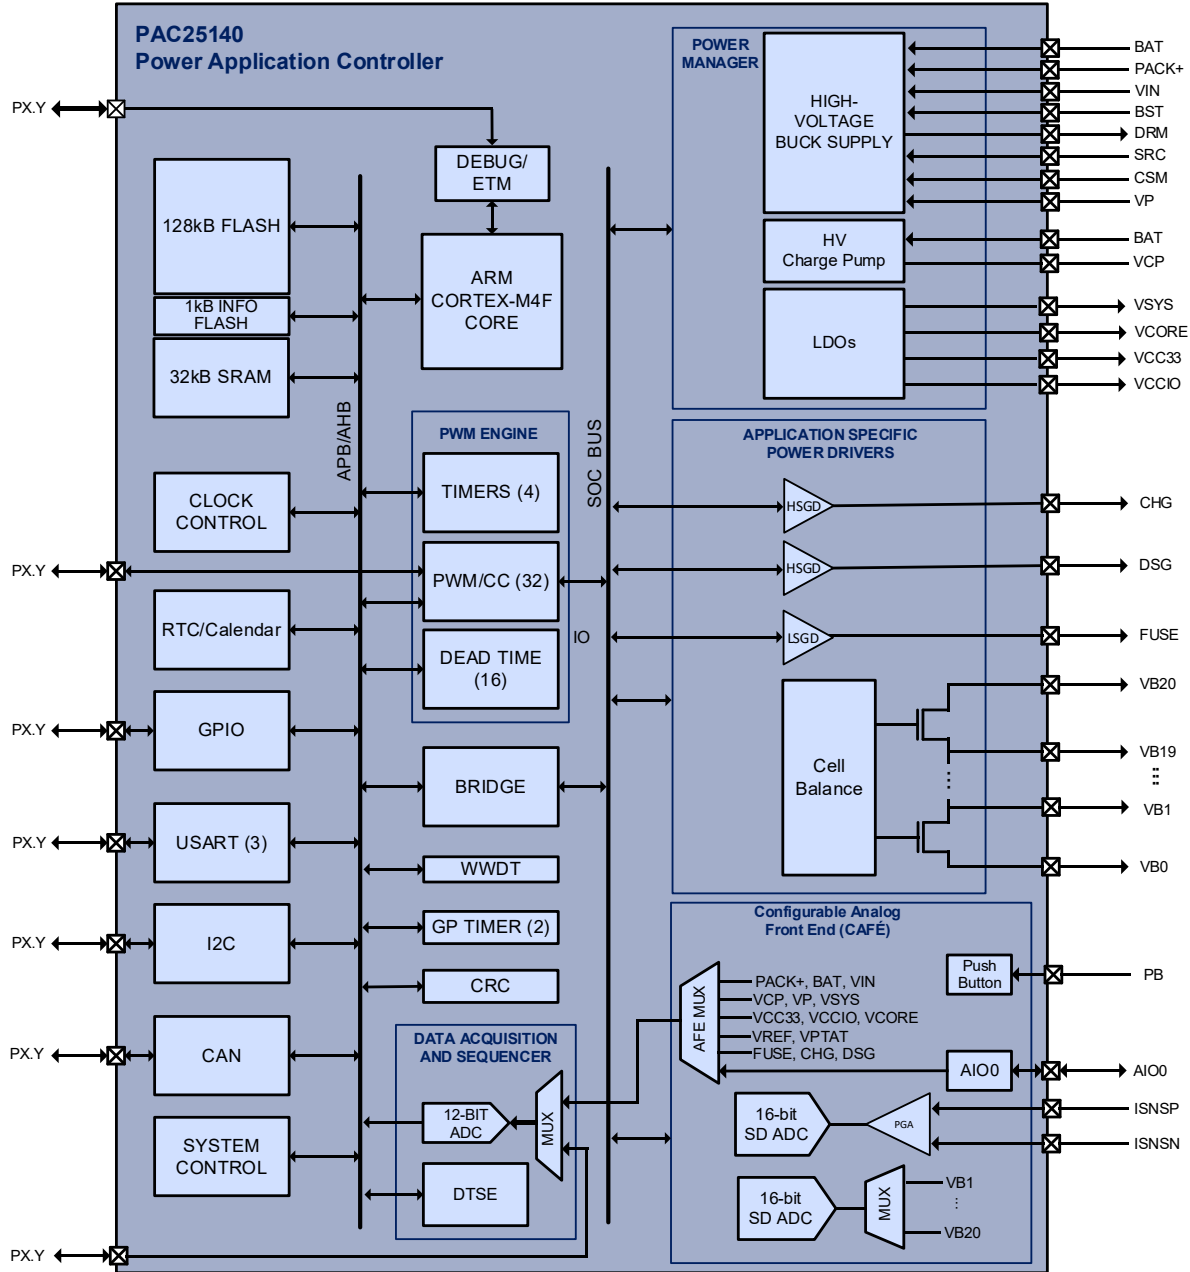 PAC25140
Power Application Controller
PX.Y
128kB FLASH
1kB INFO
FLASH
32kB SRAM
CLOCK
CONTROL
PX.Y
RTC/Calendar
PX.Y
GPIO
PX.Y
USART (3)
PX.Y
I2C
PX.Y
CAN
SYSTEM
CONTROL
PX.Y
APB/AHB
DEBUG/
ETM
ARM
CORTEX-M4F
CORE
PWM ENGINE
TIMERS (4)
PWM/CC (32)
DEAD TIME
(16)
IO
BRIDGE
WWDT
GP TIMER (2)
CRC
DATA ACQUISITION
AND SEQUENCER
12-BIT
ADC
MUX
DTSE
SOC BUS
POWER
MANAGER
HIGH-
VOLTAGE
BUCK SUPPLY
HV
Charge Pump
LDOs
BAT
PACK+
VIN
BST
DRM
SRC
CSM
VP
BAT
VCP
VSYS
VCORE
VCC33
VCCIO
APPLICATION SPECIFIC
POWER DRIVERS
HSGD
CHG
HSGD
DSG
LSGD
FUSE
Cell
Balance
VB20
VB19
VB1
VB0
Configurable Analog
Front End (CAFÉ)
Push
Button
PB
AFE MUX
PACK+, BAT, VIN
VCP, VP, VSYS
VCC33, VCCIO, VCORE
VREF, VPTAT
FUSE, CHG, DSG
AIO0
AIO0
16-bit
SD ADC
PGA
ISNSP
ISNSN
16-bit
SD ADC
MUX
VB1
VB20